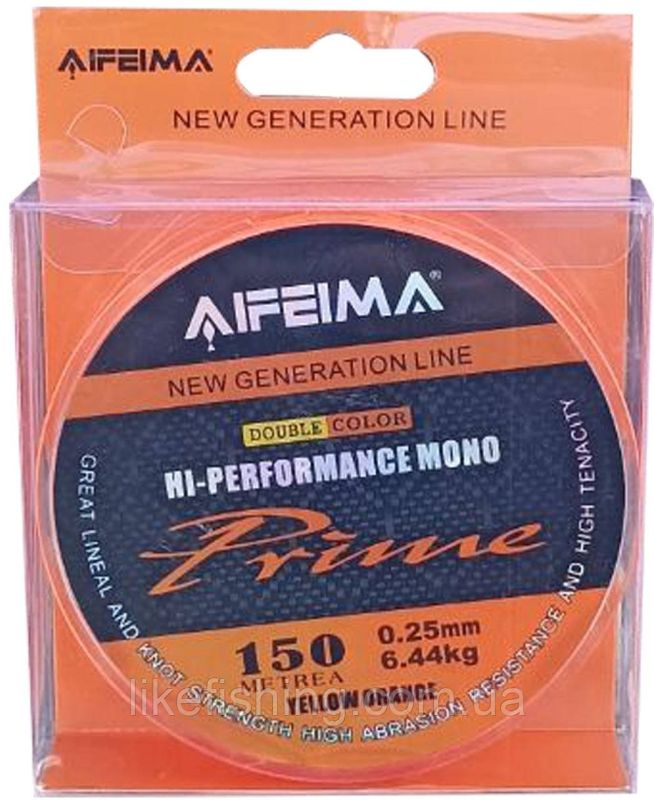 AIFEIMA®
NEW GENERATION LINE
AIFEIMA®
NEW GENERATION LINE
DOUBLE COLOR
HI-PERFORMANCE MONO
Prime
150
METREA
0.25mm
6.44kg
YELLOW ORANGE
GREAT LINEAL AND KNOT STRENGTH HIGH ABRASION RESISTANCE AND HIGH TENACITY
likefishing.com.ua